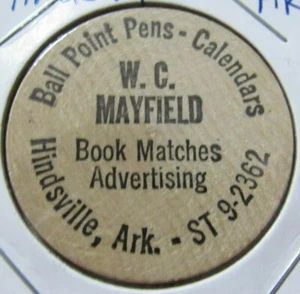 Ball Point Pens - Calendars
W. C.
MAYFIELD
Book Matches
Advertising
Hindsville, Ark. - ST 9-2362